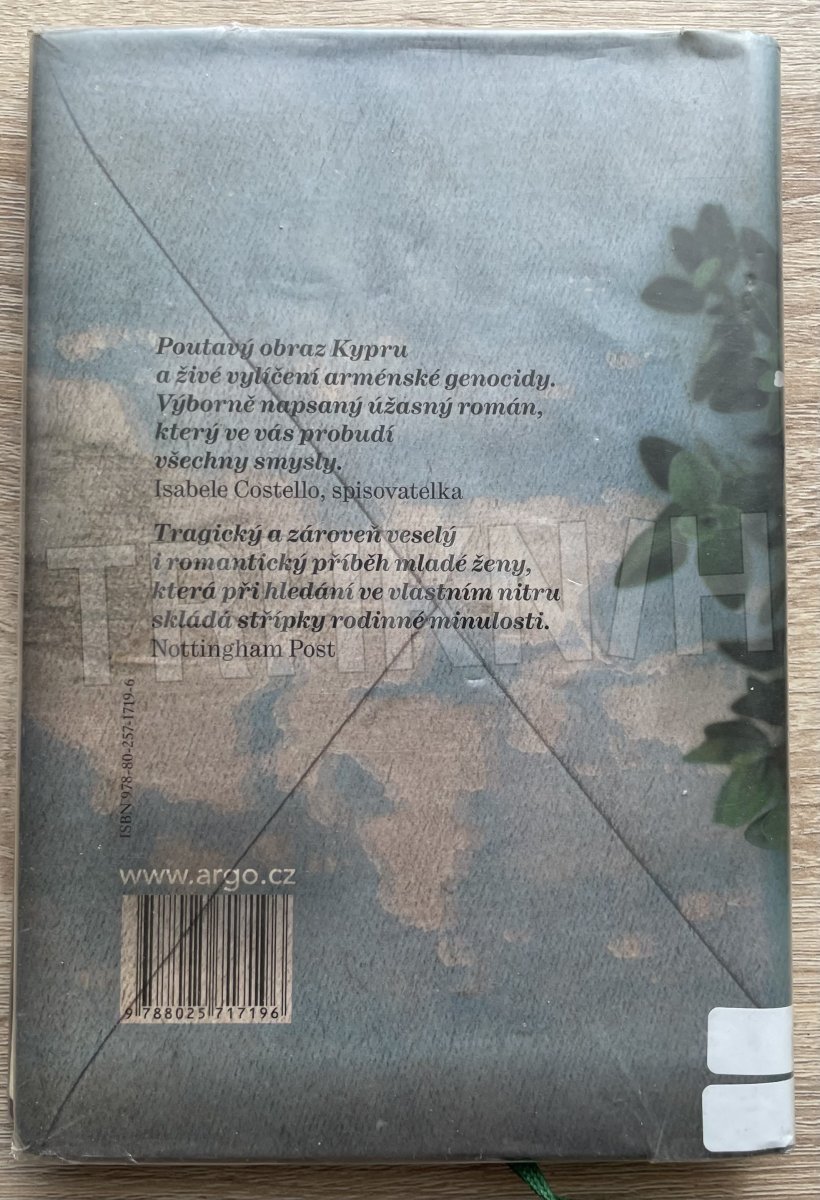 Poutavý obraz Kypru
a živé vylíčení arménské genocidy.
Výborně napsaný úžasný román,
který ve vás probudí
všechny smysly.
Isabele Costello, spisovatelka
Tragický a zároveň veselý
i romantický příběh mladé ženy,
která při hledání ve vlastním nitru
skládá střípky rodinné minulosti.
Nottingham Post
ISBN 978-80-257-1719-6
www.argo.cz
9 788025 717196